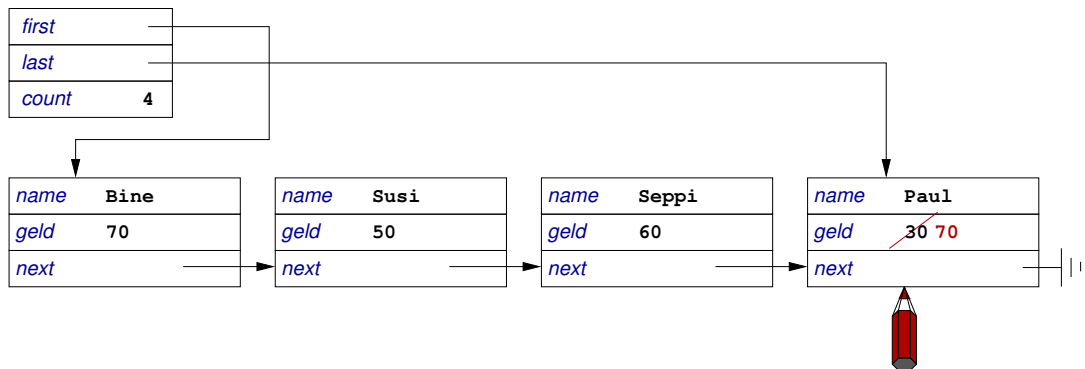 first
last
count 4
name Bine name Susi name Seppi name Paul
geld 70 geld 50 geld 60 geld 30 70
next next next next